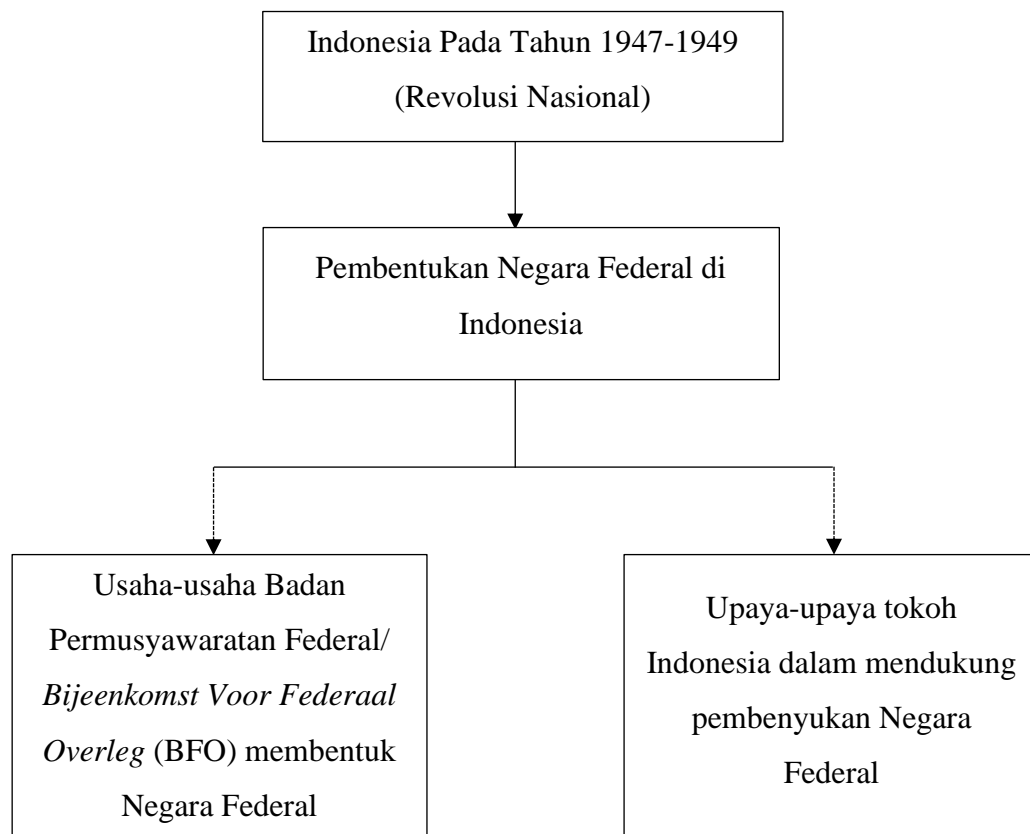 Indonesia Pada Tahun 1947-1949
(Revolusi Nasional)
Pembentukan Negara Federal di
Indonesia
Usaha-usaha Badan
Permusyawaratan Federal/
Bijeenkomst Voor Federaal
Overleg (BFO) membentuk
Negara Federal
Upaya-upaya tokoh
Indonesia dalam mendukung
pembenyukan Negara
Federal